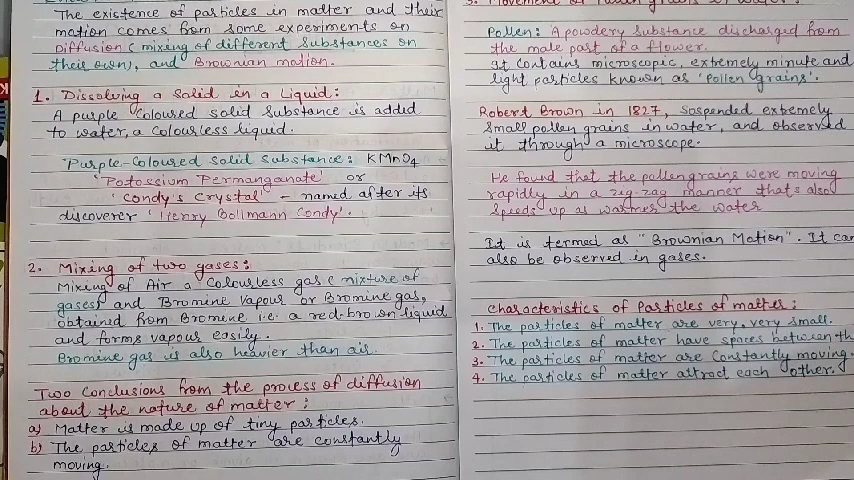 The existence of particles in matter and their
motion comes from some experiments on
Diffusion (mixing of different substances on
their own), and Brownian motion.
1. Dissolving a Solid in a Liquid:
A purple coloured solid substance is added
to water, a colourless liquid.
Purple-Coloured solid substance: KMnO4
'Potassium Permanganate' or
'Condy's Crystal' - named after its
discoverer 'Henry Bollmann Condy'.
2. Mixing of two gases:
Mixing of Air a Colourless gas (mixture of
gases) and Bromine Vapour or Bromine gas,
obtained from Bromine i.e. a red-brown liquid
and forms vapour easily.
Bromine gas is also heavier than air.
Two Conclusions from the process of diffusion
about the nature of matter:
a) Matter is made up of tiny particles.
b) The particles of matter are constantly
moving.
Pollen: A powdery substance discharged from
the male part of a flower.
It contains microscopic, extremely minute and
light particles known as 'Pollen grains'.
Robert Brown in 1827, suspended extremely
small pollen grains in water, and observed
it through a microscope.
He found that the pollen grains were moving
rapidly in a zig-zag manner that's also
speeds up as warmer the water
It is termed as "Brownian Motion". It can
also be observed in gases.
Characteristics of Particles of matter:
1. The particles of matter are very, very small.
2. The particles of matter have spaces between th
3. The particles of matter are Constantly moving.
4. The particles of matter attract each other.